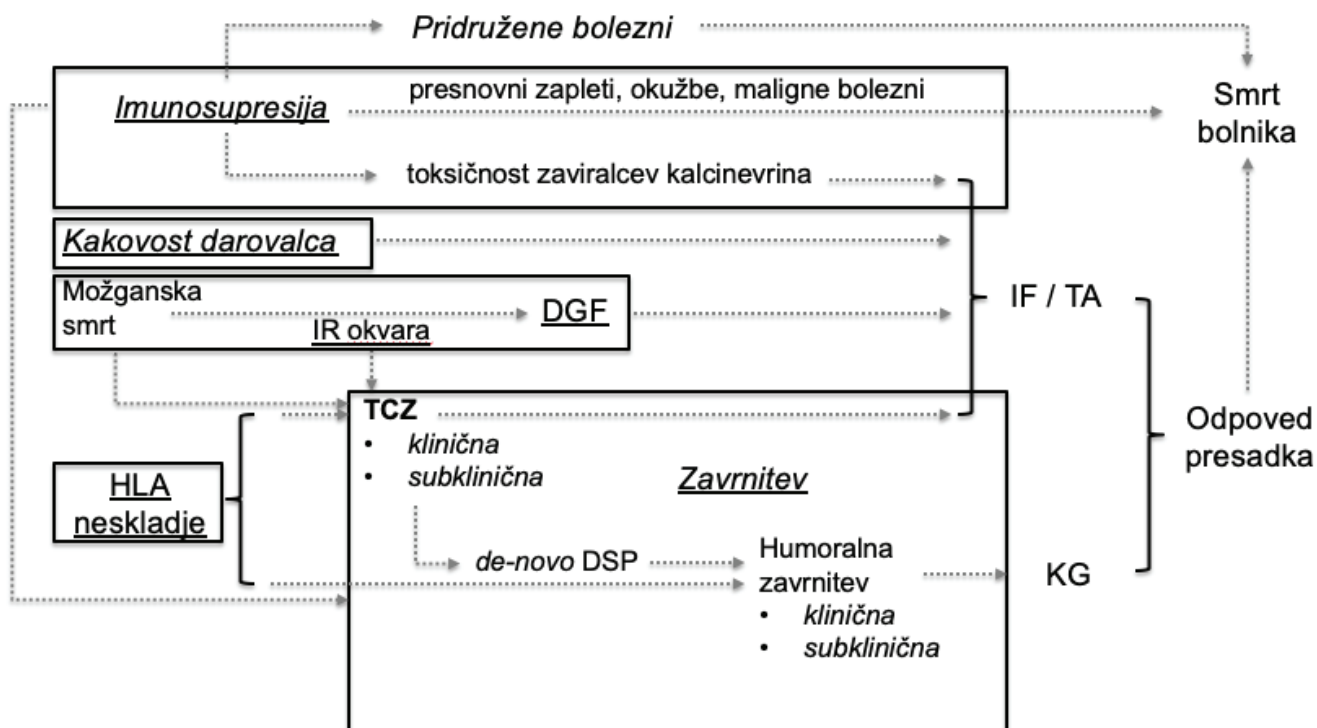 Pridružene bolezni
presnovni zapleti, okužbe, maligne bolezni
Imunosupresija
Smrt
bolnika
toksičnost zaviralcev kalcinevrina
Kakovost darovalca
Možganska
smrt
DGF
IR okvara
IF / TA
TCZ
• klinična
• subklinična
Zavrnitev
HLA
neskladje
Odpoved
presadka
de-novo DSP
Humoralna
zavrnitev
• klinična
• subklinična
KG